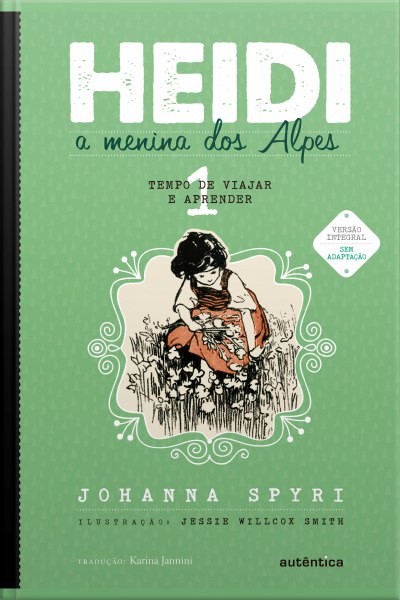 HEIDI
a menina dos Alpes
1
TEMPO DE VIAJAR
E APRENDER
VERSÃO
INTEGRAL
SEM
ADAPTAÇÃO
JOHANNA SPYRI
ILUSTRAÇÃO: JESSIE WILLCOX SMITH
TRADUÇÃO: Karina Jannini
autêntica